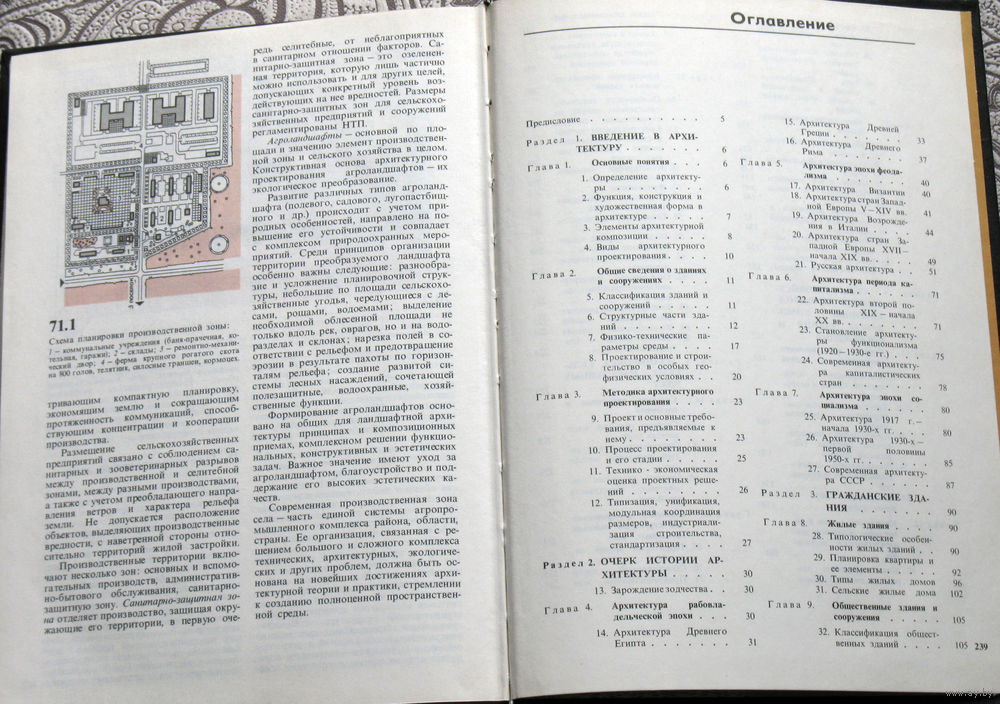 71.1
Схема планировки производственной зоны:
1 — коммунальные учреждения (баня-прачечная, ко-
тельная, гаражи); 2 — склады; 3 — ремонтно-механи-
ческий двор; 4 — ферма крупного рогатого скота
на 800 голов, телятник, силосные траншеи, кормоцех.
тривающим компактную планировку,
экономящим землю и сокращающим
протяженность коммуникаций, способ-
ствующим концентрации и кооперации
производства.
Размещение сельскохозяйственных
предприятий связано с соблюдением са-
нитарных и зооветеринарных разрывов
между производственной и селитебной
зонами, между разными производствами,
а также с учетом преобладающего напра-
вления ветров и характера рельефа
земли. Не допускается расположение
объектов, выделяющих производственные
вредности, с наветренной стороны отно-
сительно территорий жилой застройки.
Производственные территории вклю-
чают несколько зон: основных и вспомо-
гательных производств, административ-
но-бытового обслуживания, санитарно-
защитную зону. Санитарно-защитная зо-
на отделяет производство, защищая окру-
жающие его территории, в первую оче-
редь селитебные, от неблагоприятных
в санитарном отношении факторов. Са-
нитарно-защитная зона — это озеленен-
ная территория, которую лишь частично
можно использовать и для других целей,
допускающих конкретный уровень воз-
действующих на нее вредностей. Размеры
санитарно-защитных зон для сельскохо-
зяйственных предприятий и сооружений
регламентированы НТП.
Агроландшафты — основной по пло-
щади и значению элемент производствен-
ной зоны и сельского хозяйства в целом.
Конструктивная основа архитектурного
проектирования агроландшафтов — их
экологическое преобразование.
Развитие различных типов агроланд-
шафта (полевого, садового, лугопастбищ-
ного и др.) происходит с учетом при-
родных особенностей, направлено на по-
вышение его устойчивости и совпадает
с комплексом природоохранных меро-
приятий. Среди принципов организации
территории преобразуемого ландшафта
особенно важны следующие: разнообра-
зие и усложнение планировочной струк-
туры, небольшие по площади сельскохо-
зяйственные угодья, чередующиеся с ле-
сами, рощами, водоемами; выделение
необходимой облесенной площади не
только вдоль рек, оврагов, но и на водо-
разделах и склонах; нарезка полей в со-
ответствии с рельефом и предотвращение
эрозии в результате пахоты по горизон-
талям рельефа; создание развитой си-
стемы лесных насаждений, сочетающей
полезащитные, водоохранные, хозяй-
ственные функции.
Формирование агроландшафтов осно-
вано на общих для ландшафтной архи-
тектуры принципах и композиционных
приемах, комплексном решении функцио-
нальных, конструктивных и эстетических
задач. Важное значение имеют уход за
агроландшафтом, благоустройство и под-
держание его высоких эстетических ка-
честв.
Современная производственная зона
села — часть единой системы агропро-
мышленного комплекса района, области,
страны. Ее организация, связанная с ре-
шением большого и сложного комплекса
технических, архитектурных, экологиче-
ских и других проблем, должна быть ос-
нована на новейших достижениях архи-
тектурной теории и практики, стремлении
к созданию полноценной пространствен-
ной среды.
Оглавление
Предисловие . . . . . . . . . . 5
Раздел 1. ВВЕДЕНИЕ В АРХИ-
ТЕКТУРУ . . . . . . 6
Глава 1. Основные понятия . . . 6
1. Определение архитекту-
ры . . . . . . . . . 6
2. Функция, конструкция и
художественная форма в
архитектуре . . . . . . 7
3. Элементы архитектурной
композиции . . . . . . 8
4. Виды архитектурного
проектирования . . . . 10
Глава 2. Общие сведения о зданиях
и сооружениях . . . . . 11
5. Классификация зданий и
сооружений . . . . . . 11
6. Структурные части зда-
ний . . . . . . . . . 12
7. Физико-технические па-
раметры среды . . . . 17
8. Проектирование и строи-
тельство в особых гео-
физических условиях . . . 20
Глава 3. Методика архитектурного
проектирования . . . . 23
9. Проект и основные требо-
вания, предъявляемые к
нему . . . . . . . . . 23
10. Процесс проектирования
и его стадии . . . . . 25
11. Технико-экономическая
оценка проектных реше-
ний . . . . . . . . . 26
12. Типизация, унификация,
модульная координация
размеров, индустриали-
зация строительства,
стандартизация . . . . . 27
Раздел 2. ОЧЕРК ИСТОРИИ АР-
ХИТЕКТУРЫ . . . . . 30
13. Зарождение зодчества . . 30
Глава 4. Архитектура рабовла-
дельческой эпохи . . . . 30
14. Архитектура Древнего
Египта . . . . . . . . 31
15. Архитектура Древней
Греции . . . . . . . . 33
16. Архитектура Древнего
Рима . . . . . . . . . 37
Глава 5. Архитектура эпохи феода-
лизма . . . . . . . . 40
17. Архитектура Византии 40
18. Архитектура стран Запад-
ной Европы V—XIV вв. 41
19. Архитектура Возрожде-
ния в Италии . . . . . 44
20. Архитектура стран За-
падной Европы XVII—
начала XIX вв. . . . . 49
21. Русская архитектура . . . 51
Глава 6. Архитектура периода ка-
питализма . . . . . . . 71
22. Архитектура второй по-
ловины XIX — начала
XX вв. . . . . . . . . 71
23. Становление архитекту-
ры функционализма
(1920—1930-е гг.) . . . . 75
24. Современная архитекту-
ра капиталистических
стран . . . . . . . . . 78
Глава 7. Архитектура эпохи со-
циализма . . . . . . . 80
25. Архитектура 1917 г.—
начала 1930-х гг. . . . 80
26. Архитектура 1930-х —
первой половины
1950-х гг. . . . . . . . 85
27. Современная архитекту-
ра СССР . . . . . . . 87
Раздел 3. ГРАЖДАНСКИЕ ЗДА-
НИЯ . . . . . . . . . 90
Глава 8. Жилые здания . . . . 90
28. Типологические особен-
ности жилых зданий . . . 90
29. Планировка квартиры и
ее элементы . . . . . . 92
30. Типы жилых домов 96
31. Сельские жилые дома 102
Глава 9. Общественные здания и
сооружения . . . . . . 105
32. Классификация общест-
венных зданий . . . . 105
239
www.ay.by